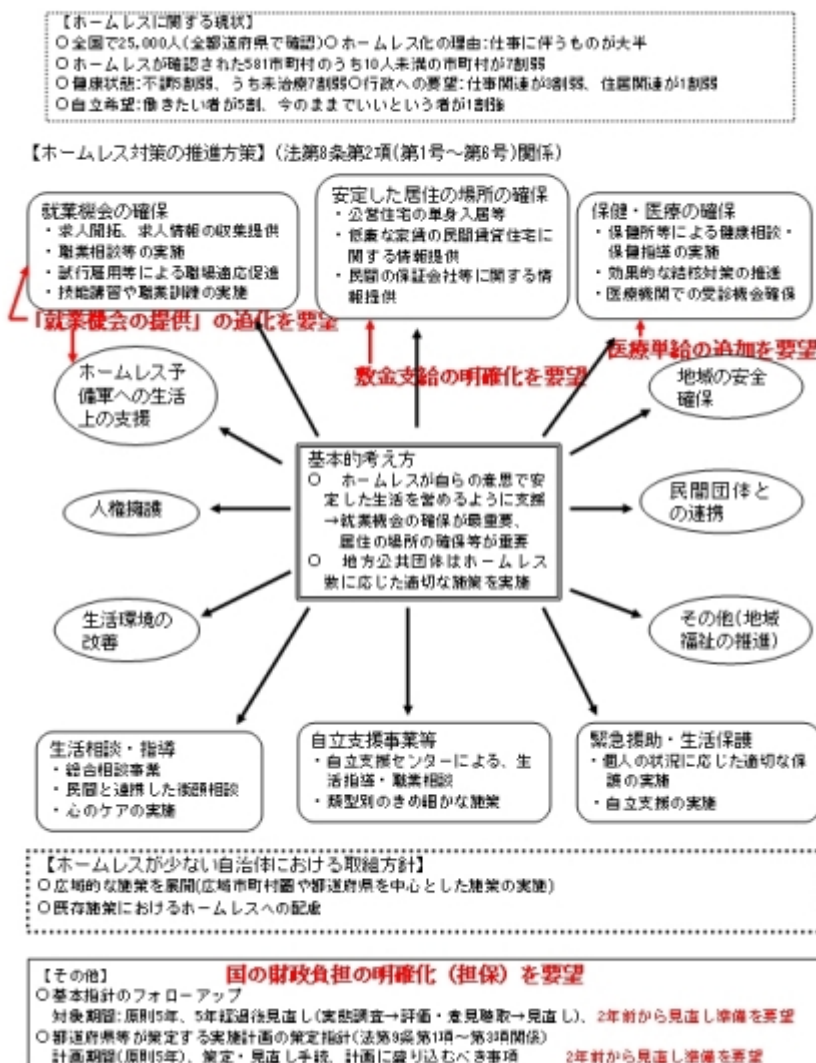 【ホームレスに関する現状】
○全国で25,000人(全都道府県で確認)○ホームレス化の理由:仕事に伴うものが大半
○ホームレスが確認された581市町村のうち10人未満の市町村が7割弱
○健康状態:不調5割弱、うち未治療7割弱○行政への要望:仕事関連が3割弱、住居関連が1割弱
○自立希望:働きたい者が5割、今のままでいいという者が1割強
【ホームレス対策の推進方策】(法第8条第2項(第1号～第6号)関係)
就業機会の確保
・求人開拓、求人情報の収集提供
・職業相談等の実施
・試行雇用等による職場適応促進
・技能講習や職業訓練の実施
安定した居住の場所の確保
・公営住宅の単身入居等
・低廉な家賃の民間賃貸住宅に
関する情報提供
・民間の保証会社等に関する情
報提供
保健・医療の確保
・保健所等による健康相談・
保健指導の実施
・効果的な結核対策の推進
・医療機関での受診機会確保
「就業機会の提供」の追化を要望
敷金支給の明確化を要望
医療単給の追加を要望
ホームレス予
備軍への生活
上の支援
地域の安全
確保
基本的考え方
○ ホームレスが自らの意思で安
定した生活を営めるように支援
→就業機会の確保が最重要、
居住の場所の確保等が重要
○ 地方公共団体はホームレス
数に応じた適切な施策を実施
人権擁護
民間団体と
の連携
生活環境の
改善
その他(地域
福祉の推進)
生活相談・指導
・総合相談事業
・民間と連携した街頭相談
・心のケアの実施
自立支援事業等
・自立支援センターによる、生
活指導・職業相談
・類型別のきめ細かな施策
緊急援助・生活保護
・個人の状況に応じた適切な保
護の実施
・自立支援の実施
【ホームレスが少ない自治体における取組方針】
○広域的な施策を展開(広域市町村圏や都道府県を中心とした施策の実施)
○既存施策におけるホームレスへの配慮
【その他】 国の財政負担の明確化（担保）を要望
○基本指針のフォローアップ
対象期間:原則5年、5年経過後見直し(実態調査→評価・意見聴取→見直し)、2年前から見直し準備を要望
○都道府県等が策定する実施計画の策定指針(法第9条第1項～第3項関係)
計画期間(原則5年)、策定・見直し手続、計画に盛り込むべき事項 2年前から見直し準備を要望